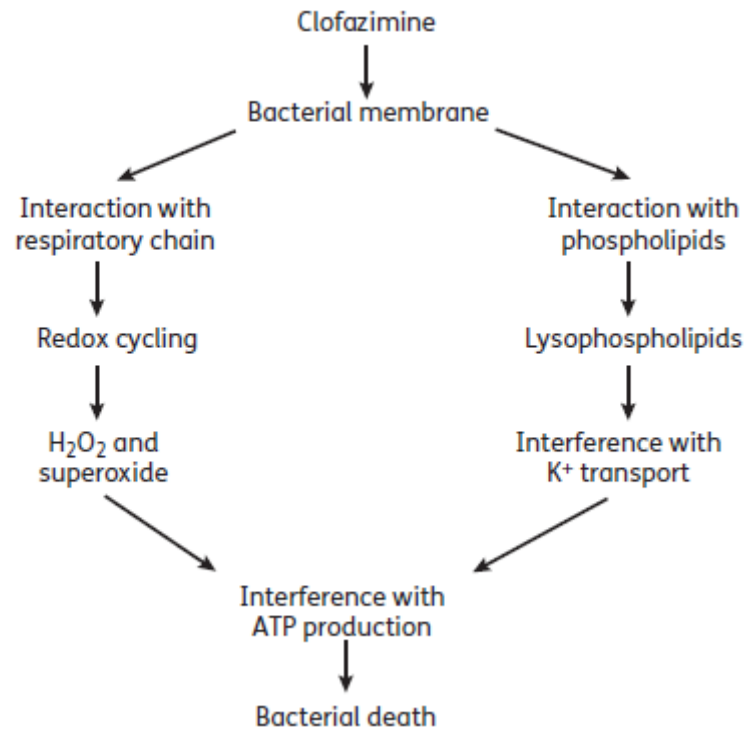 Clofazimine
Bacterial membrane
Interaction with
respiratory chain
Interaction with
phospholipids
Redox cycling
Lysophospholipids
H₂O₂ and
superoxide
Interference with
K⁺ transport
Interference with
ATP production
Bacterial death